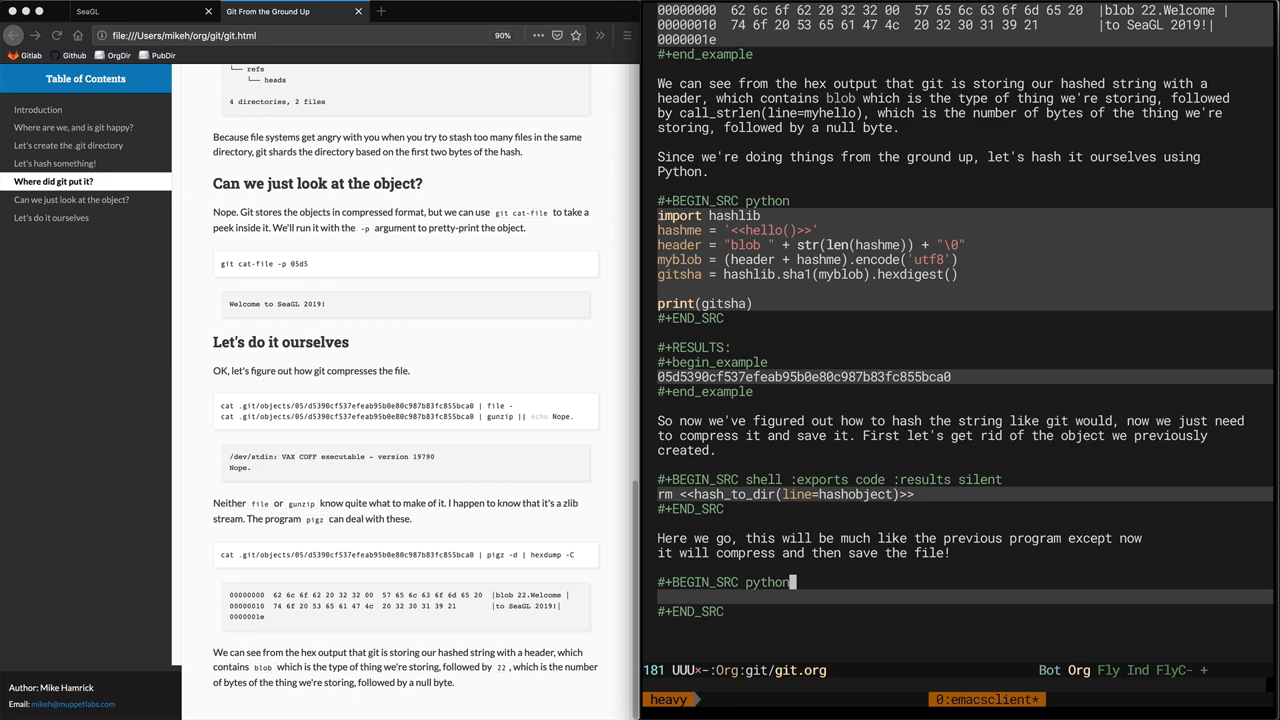 SeaGL
Git From the Ground Up
file:///Users/mikeh/org/git/git.html
90%
Gitlab
Github
OrgDir
PubDir
Table of Contents
Introduction
Where are we, and is git happy?
Let's create the .git directory
Let's hash something!
Where did git put it?
Can we just look at the object?
Let's do it ourselves
Author: Mike Hamrick
Email: mikeh@muppetlabs.com
└── refs
└── heads
4 directories, 2 files
Because file systems get angry with you when you try to stash too many files in the same
directory, git shards the directory based on the first two bytes of the hash.
Can we just look at the object?
Nope. Git stores the objects in compressed format, but we can use git cat-file to take a
peek inside it. We'll run it with the -p argument to pretty-print the object.
git cat-file -p 05d5
Welcome to SeaGL 2019!
Let's do it ourselves
OK, let's figure out how git compresses the file.
cat .git/objects/05/d5390cf537efeab95b0e80c987b83fc855bca0 | file -
cat .git/objects/05/d5390cf537efeab95b0e80c987b83fc855bca0 | gunzip || echo Nope.
/dev/stdin: VAX COFF executable - version 19790
Nope.
Neither file or gunzip know quite what to make of it. I happen to know that it's a zlib
stream. The program pigz can deal with these.
cat .git/objects/05/d5390cf537efeab95b0e80c987b83fc855bca0 | pigz -d | hexdump -C
00000000 62 6c 6f 62 20 32 32 00 57 65 6c 63 6f 6d 65 20 |blob 22.Welcome |
00000010 74 6f 20 53 65 61 47 4c 20 32 30 31 39 21 |to SeaGL 2019!|
0000001e
We can see from the hex output that git is storing our hashed string with a header, which
contains blob which is the type of thing we're storing, followed by 22 , which is the number
of bytes of the thing we're storing, followed by a null byte.
00000000 62 6c 6f 62 20 32 32 00 57 65 6c 63 6f 6d 65 20 |blob 22.Welcome |
00000010 74 6f 20 53 65 61 47 4c 20 32 30 31 39 21 |to SeaGL 2019!|
0000001e
#+end_example
We can see from the hex output that git is storing our hashed string with a
header, which contains blob which is the type of thing we're storing, followed
by call_strlen(line=myhello), which is the number of bytes of the thing we're
storing, followed by a null byte.
Since we're doing things from the ground up, let's hash it ourselves using
Python.
#+BEGIN_SRC python
import hashlib
hashme = '<<hello()>>'
header = "blob " + str(len(hashme)) + "\0"
myblob = (header + hashme).encode('utf8')
gitsha = hashlib.sha1(myblob).hexdigest()
print(gitsha)
#+END_SRC
#+RESULTS:
#+begin_example
05d5390cf537efeab95b0e80c987b83fc855bca0
#+end_example
So now we've figured out how to hash the string like git would, now we just need
to compress it and save it. First let's get rid of the object we previously
created.
#+BEGIN_SRC shell :exports code :results silent
rm <<hash_to_dir(line=hashobject)>>
#+END_SRC
Here we go, this will be much like the previous program except now
it will compress and then save the file!
#+BEGIN_SRC python
#+END_SRC
181 UUU×-:Org:git/git.org
Bot Org Fly Ind FlyC- +
heavy
0:emacsclient*